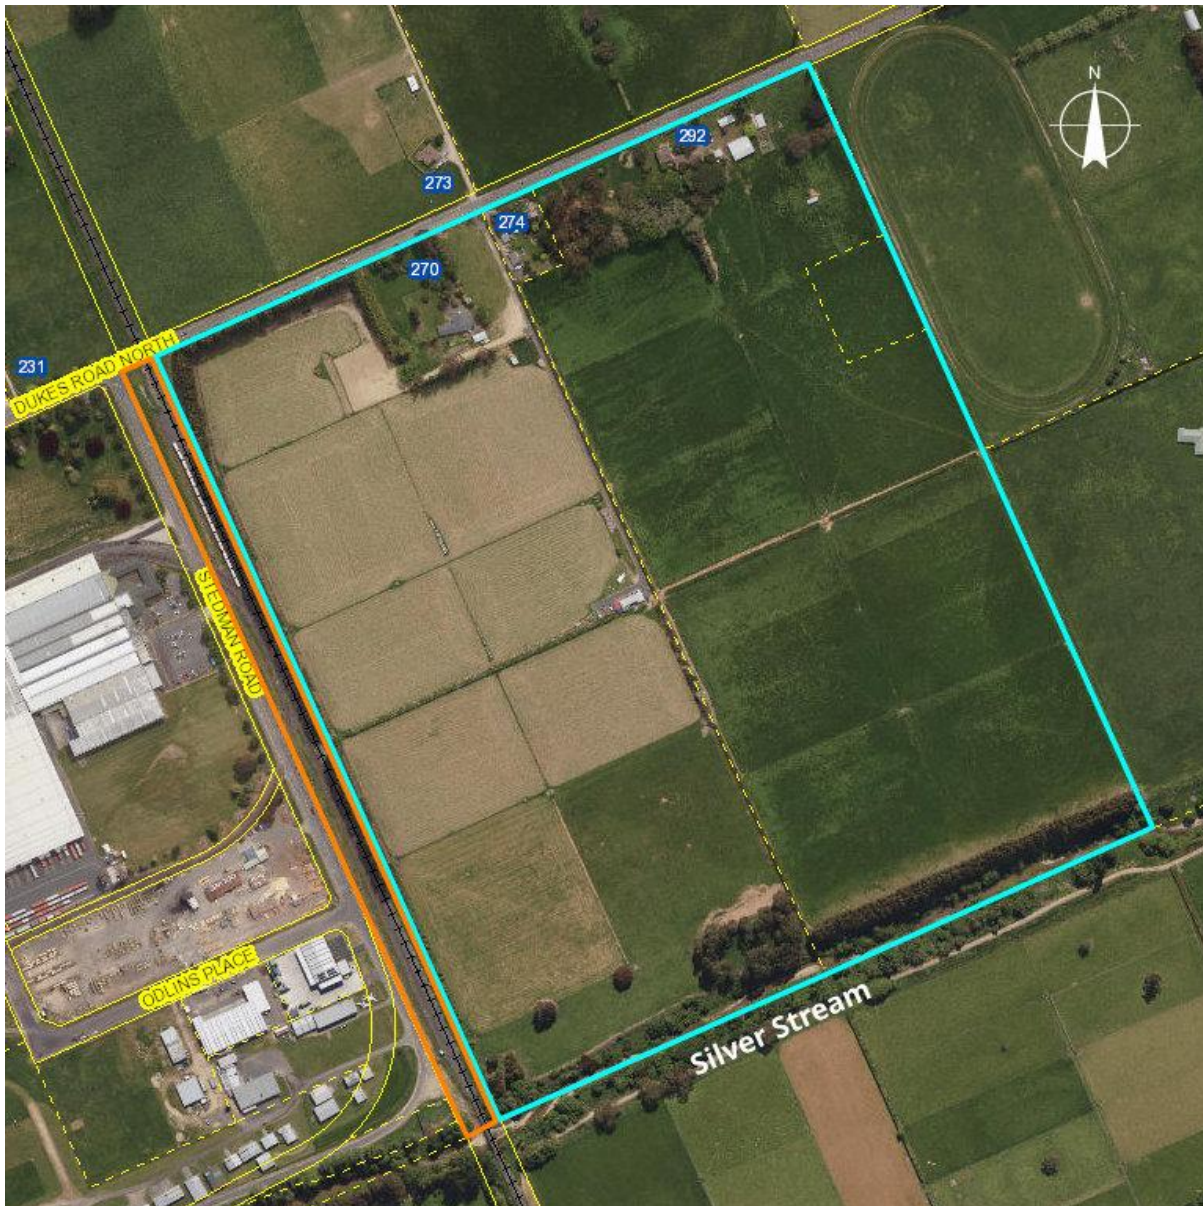 N
292
273
274
270
231
DUKES ROAD NORTH
STEDMAN ROAD
ODLINS PLACE
Silver Stream